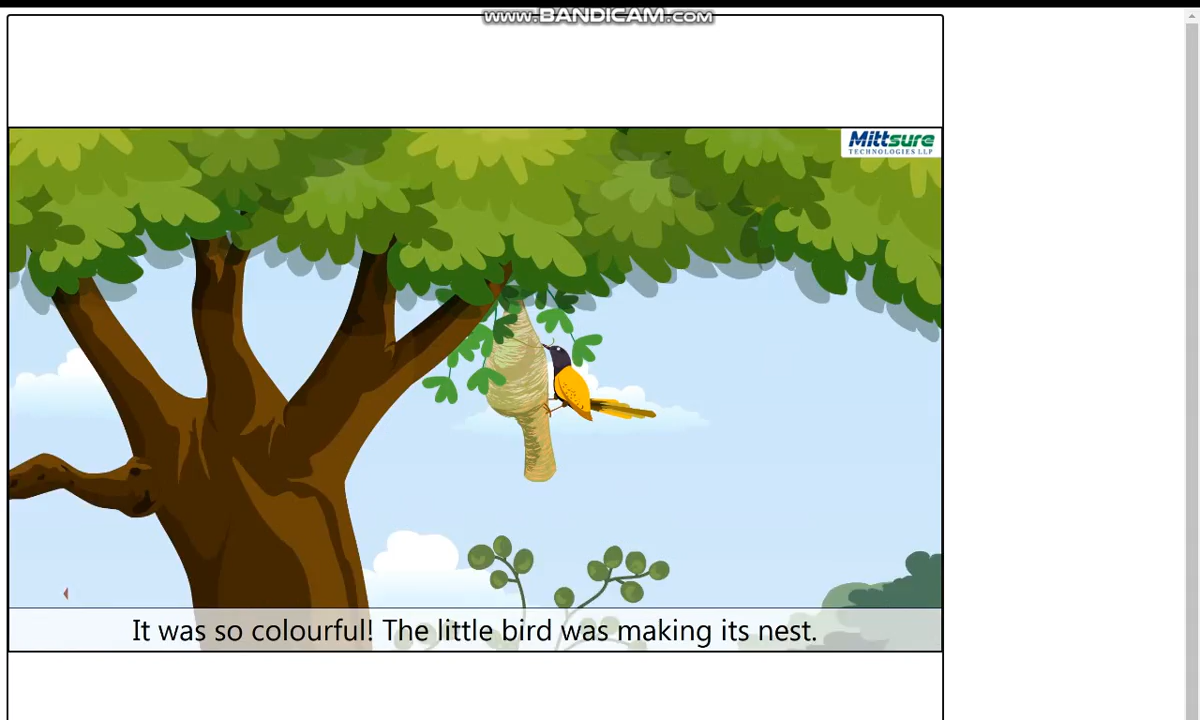 www.BANDICAM.com
Mittsure
TECHNOLOGIES LLP
It was so colourful! The little bird was making its nest.